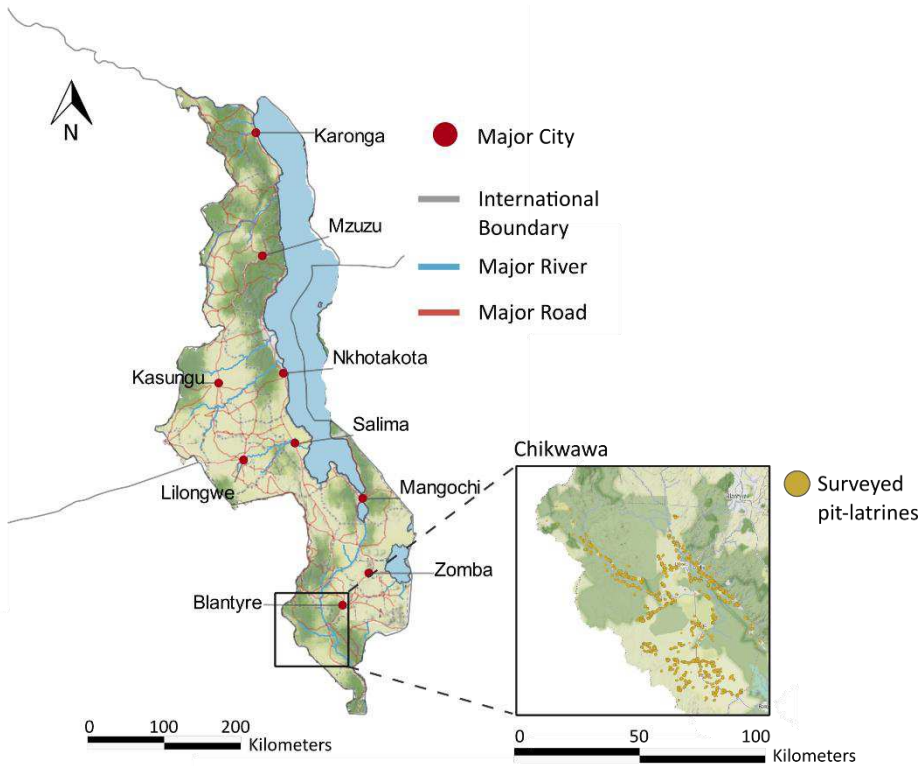 N
Karonga
Major City
International
Boundary
Mzuzu
Major River
Major Road
Nkhotakota
Kasungu
Salima
Lilongwe
Mangochi
Chikwawa
Surveyed
pit-latrines
Zomba
Blantyre
0 100 200
Kilometers
0 50 100
Kilometers